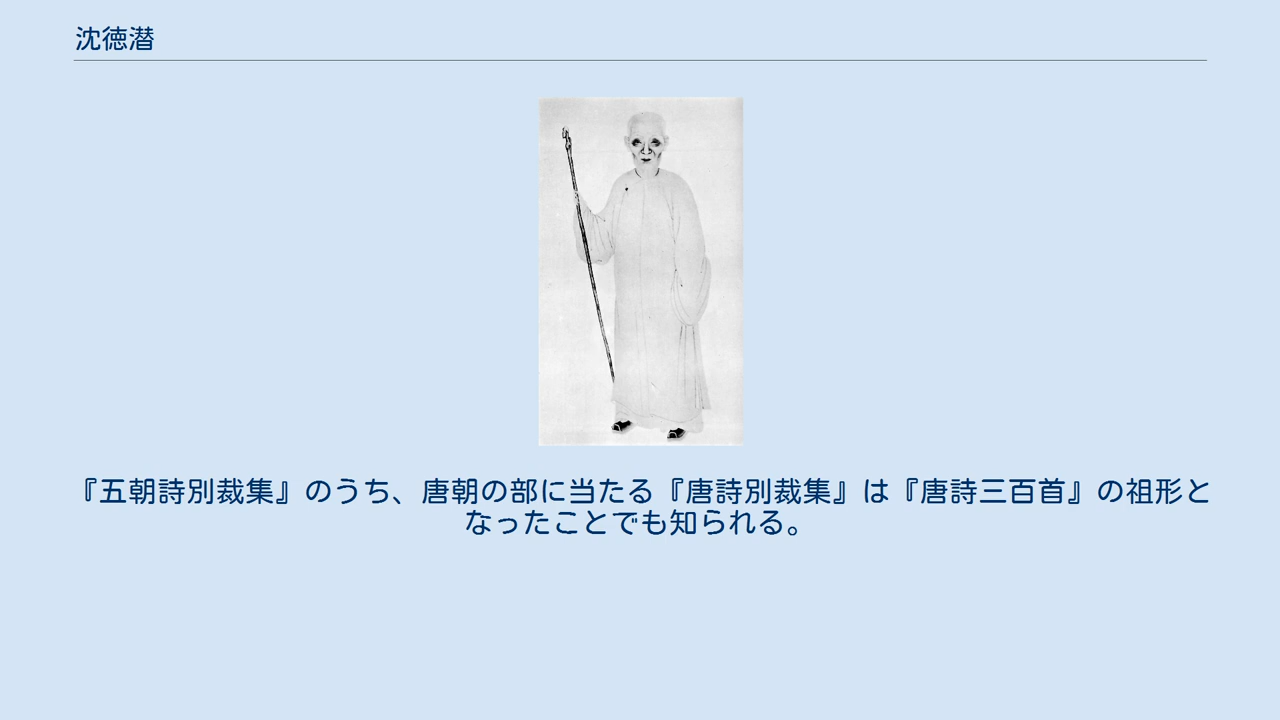 沈徳潜
『五朝詩別裁集』のうち、唐朝の部に当たる『唐詩別裁集』は『唐詩三百首』の祖形と
なったことでも知られる。